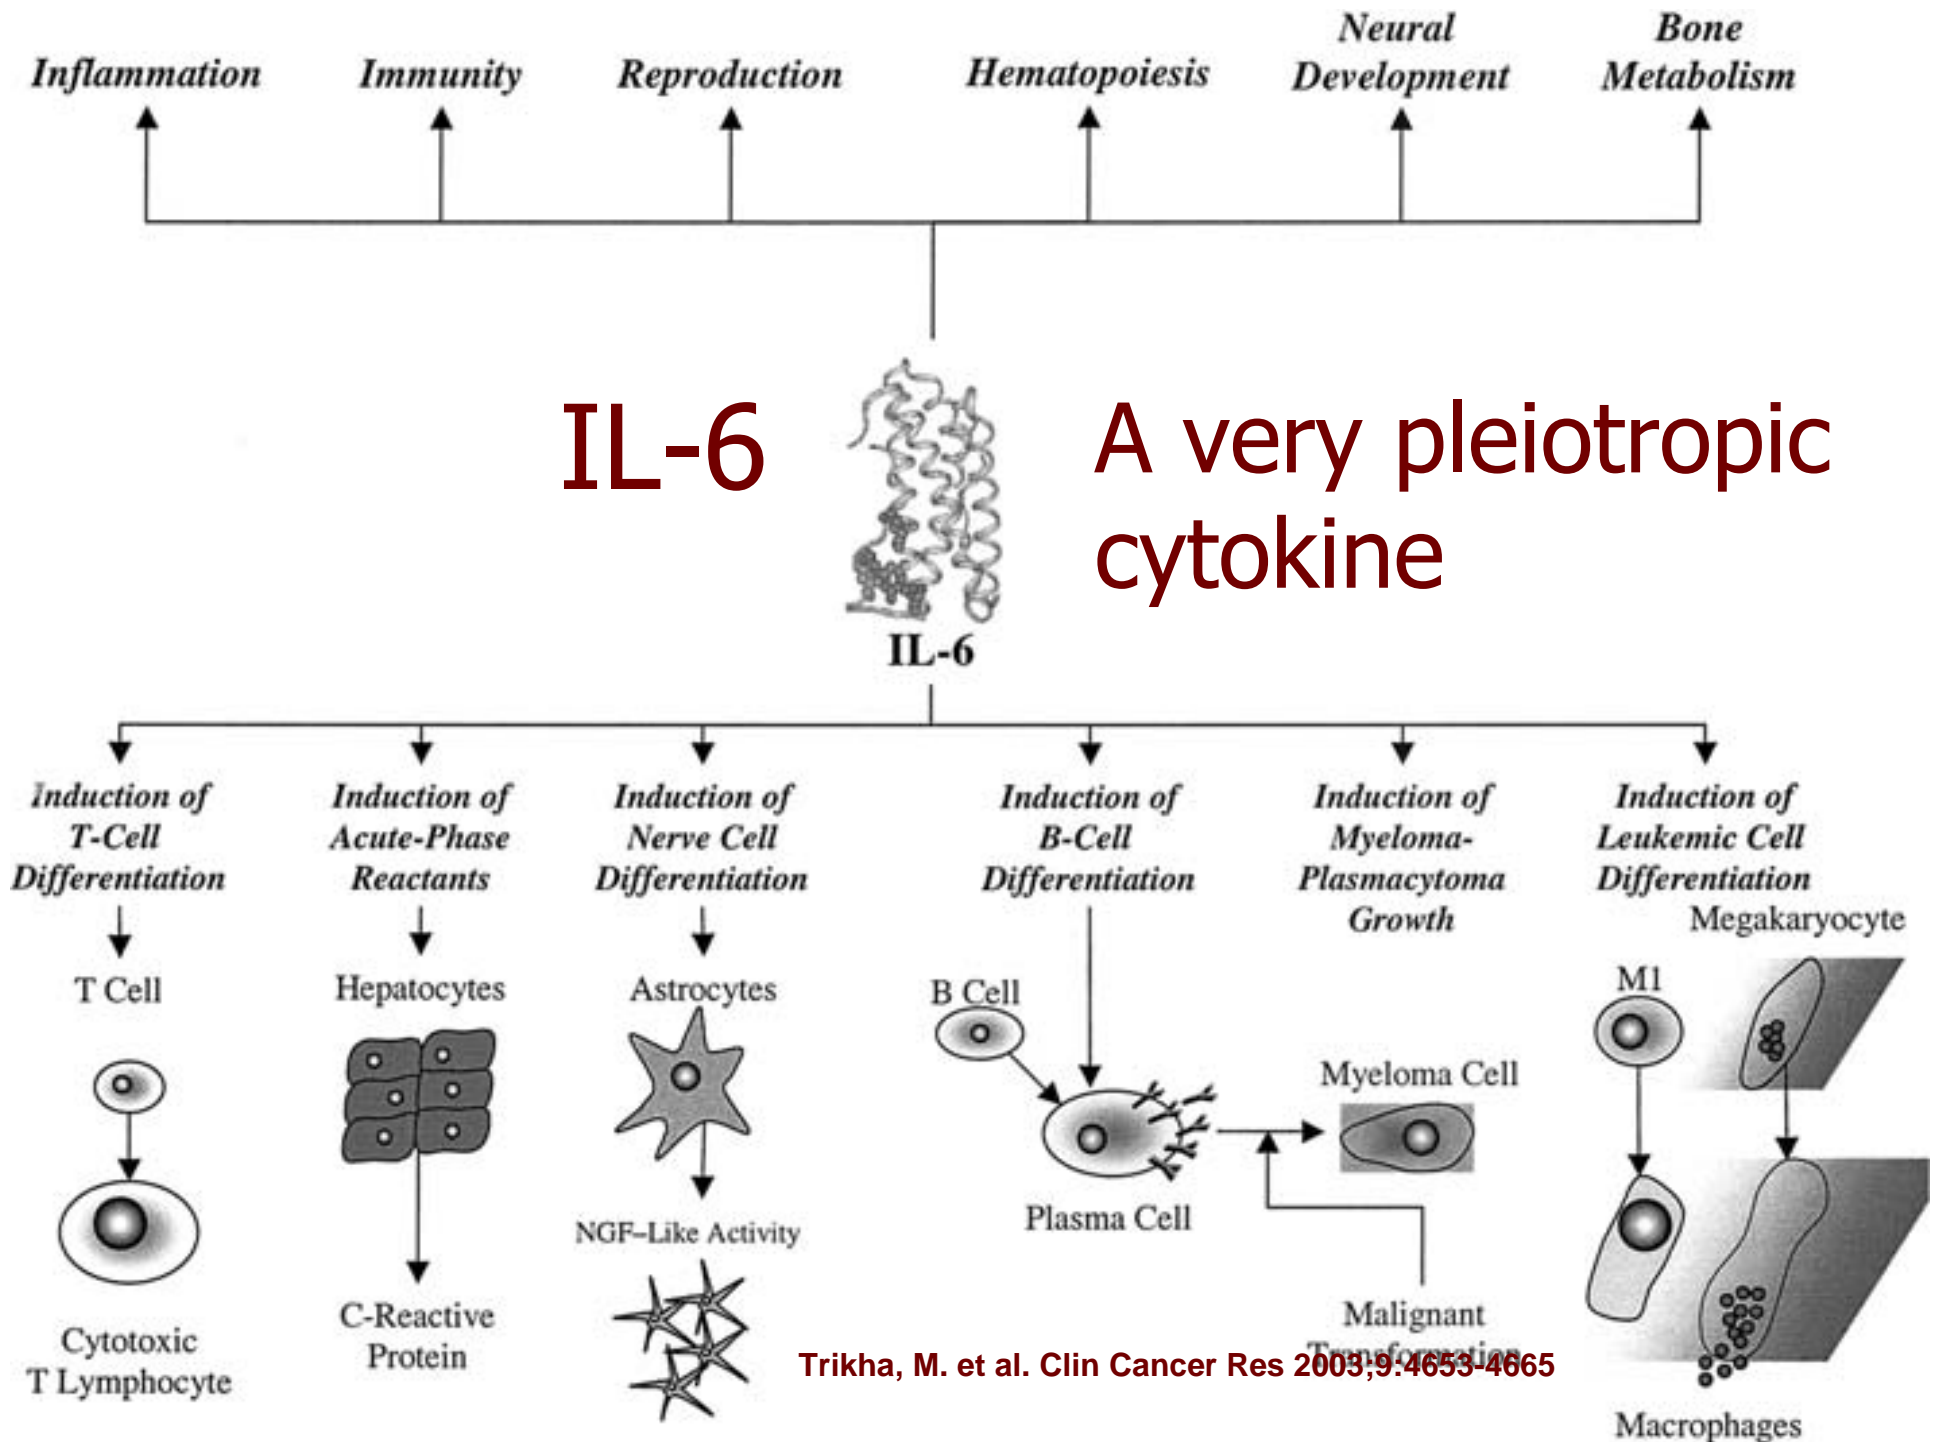 Inflammation
Immunity
Reproduction
Hematopoiesis
Neural
Development
Bone
Metabolism
IL-6
A very pleiotropic
cytokine
IL-6
Induction of
T-Cell
Differentiation
Induction of
Acute-Phase
Reactants
Induction of
Nerve Cell
Differentiation
Induction of
B-Cell
Differentiation
Induction of
Myeloma-
Plasmacytoma
Growth
Induction of
Leukemic Cell
Differentiation
Megakaryocyte
T Cell
Hepatocytes
Astrocytes
B Cell
M1
Myeloma Cell
Plasma Cell
NGF–Like Activity
C-Reactive
Protein
Cytotoxic
T Lymphocyte
Malignant
Transformation
Trikha, M. et al. Clin Cancer Res 2003;9:4653-4665
Macrophages